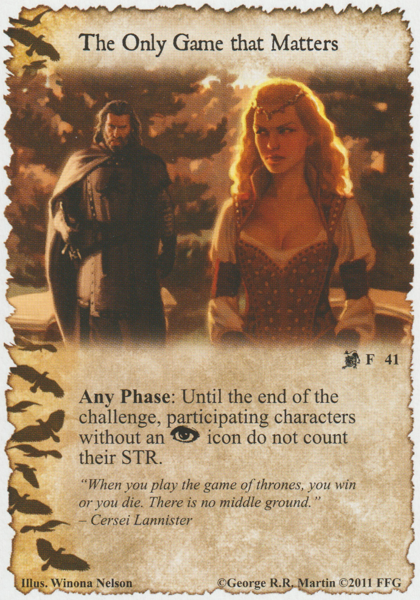 The Only Game that Matters
F 41
Any Phase: Until the end of the
challenge, participating characters
without an icon do not count
their STR.
“When you play the game of thrones, you win
or you die. There is no middle ground.”
– Cersei Lannister
Illus. Winona Nelson ©George R.R. Martin ©2011 FFG